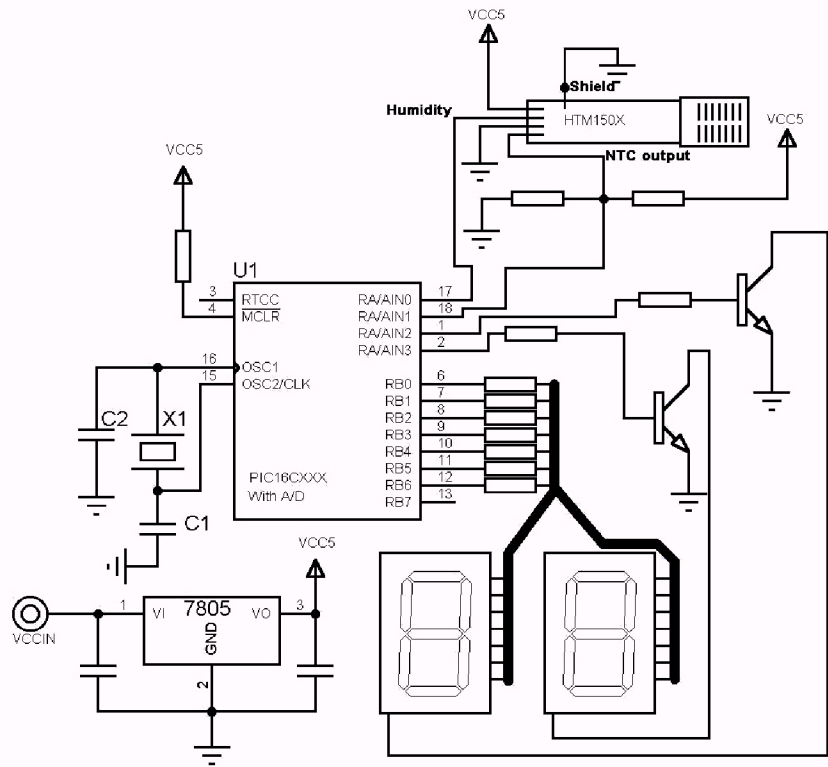 VCC5
Shield
Humidity
HTM150X
VCC5
NTC output
VCC5
U1
3 RTCC RA/AIN0 17
4 MCLR RA/AIN1 18
RA/AIN2 1
RA/AIN3 2
16 OSC1
15 OSC2/CLK RB0 6
RB1 7
RB2 8
C2 X1
RB3 9
RB4 10
RB5 11
PIC16CXXX RB6 12
With A/D RB7 13
C1
VCC5
1 VI 7805 VO 3
GND
VCCIN
2